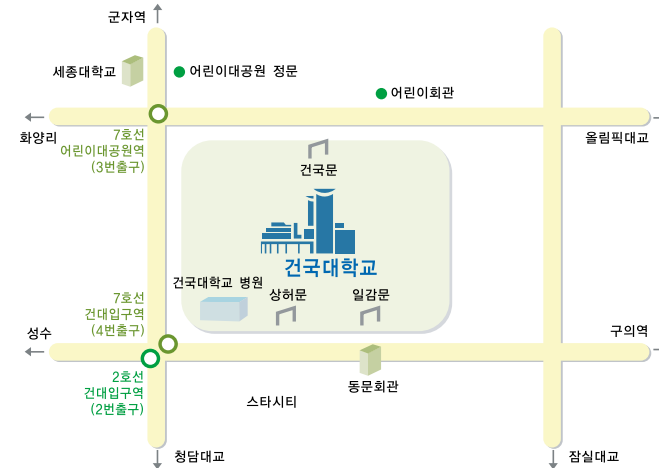 군자역
세종대학교
어린이대공원 정문
어린이회관
화양리
올림픽대교
7호선
어린이대공원역
(3번출구)
건국문
건국대학교
건국대학교 병원
상허문
일감문
7호선
건대입구역
(4번출구)
성수
구의역
2호선
건대입구역
(2번출구)
동문회관
스타시티
청담대교
잠실대교